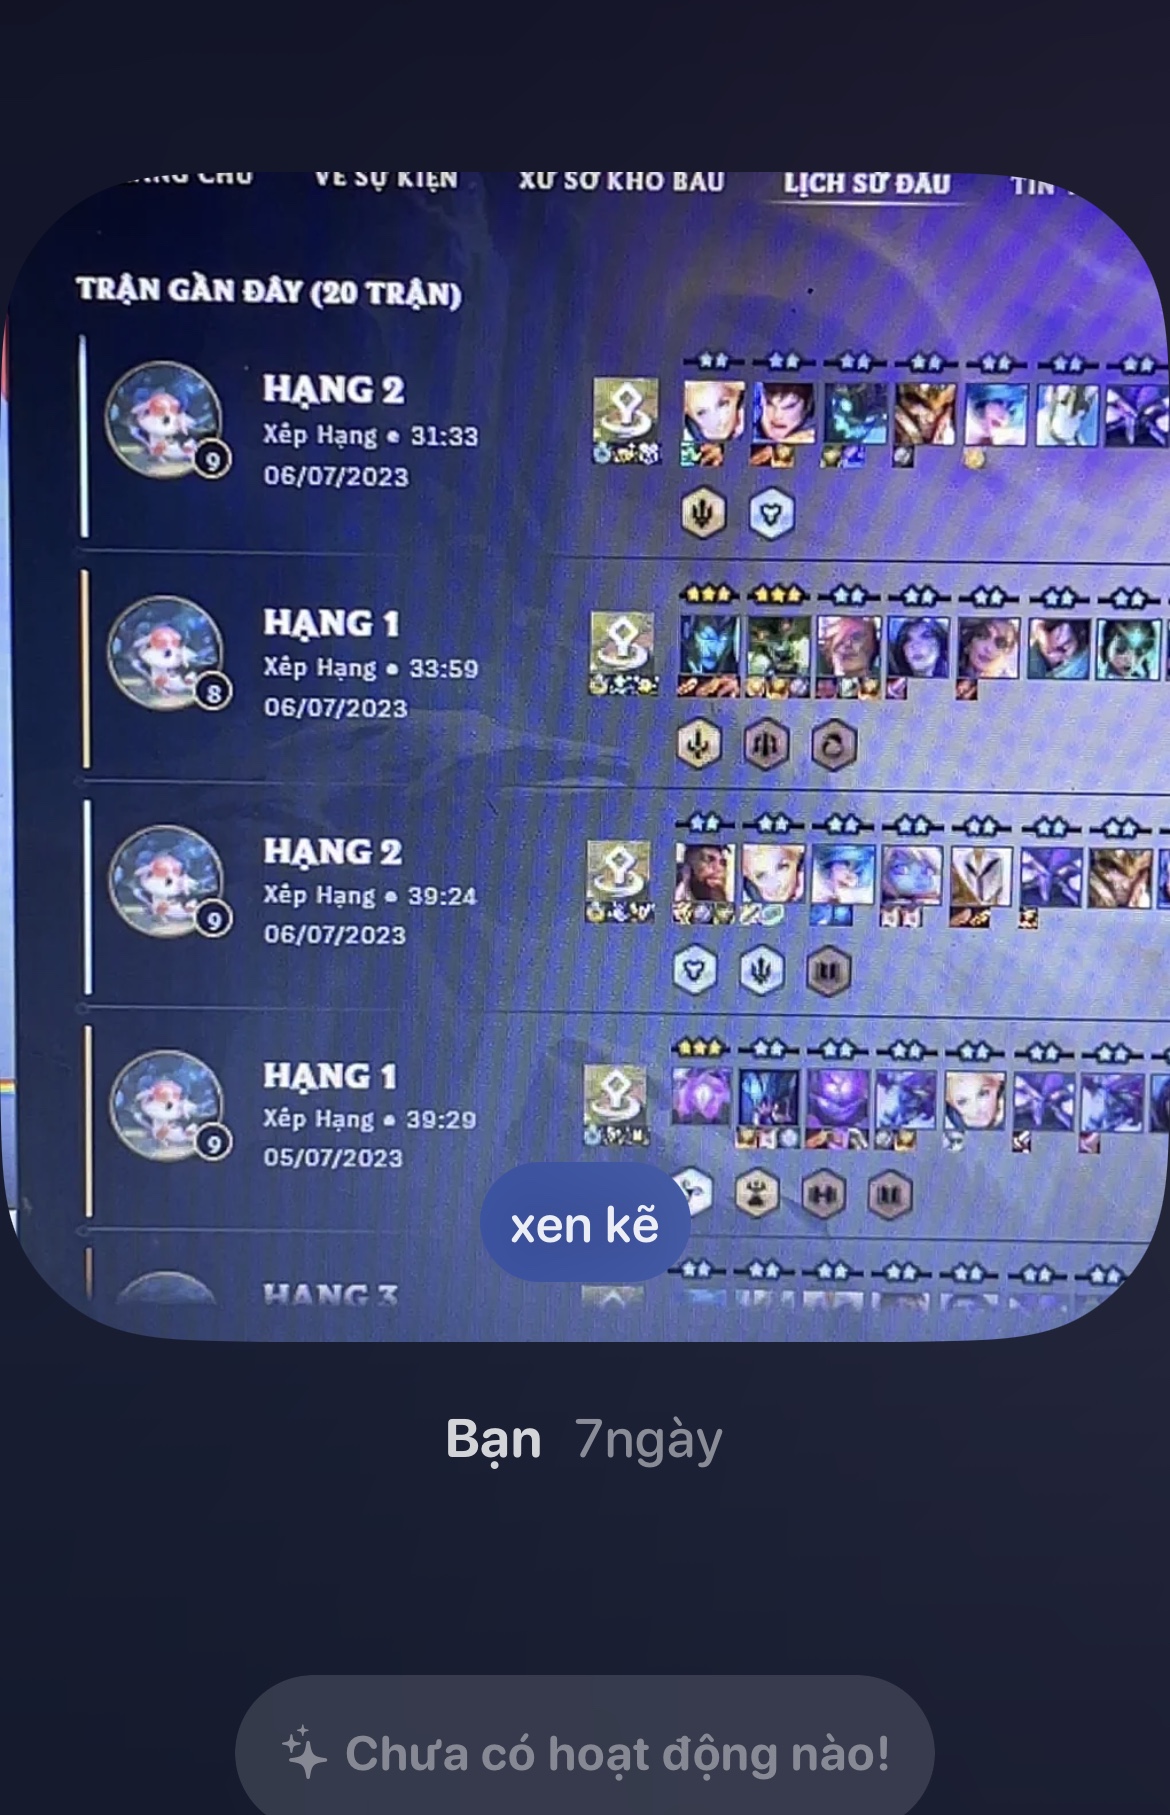 VỀ SỰ KIỆN
XỨ SỞ KHO BÁU
LỊCH SỬ ĐẤU
TRẬN GẦN ĐÂY (20 TRẬN)
HẠNG 2
Xếp Hạng • 31:33
9
06/07/2023
HẠNG 1
Xếp Hạng • 33:59
8
06/07/2023
HẠNG 2
Xếp Hạng • 39:24
9
06/07/2023
HẠNG 1
Xếp Hạng • 39:29
9
05/07/2023
xen kẽ
HẠNG 3
Bạn 7ngày
Chưa có hoạt động nào!